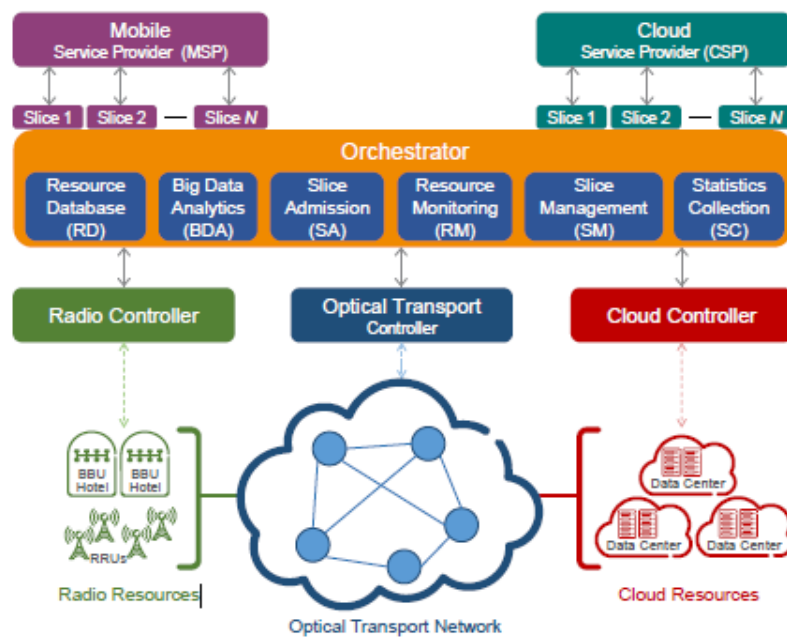 Mobile
Service Provider (MSP)
Cloud
Service Provider (CSP)
Slice 1
Slice 2
Slice N
Slice 1
Slice 2
Slice N
Orchestrator
Resource
Database
(RD)
Big Data
Analytics
(BDA)
Slice
Admission
(SA)
Resource
Monitoring
(RM)
Slice
Management
(SM)
Statistics
Collection
(SC)
Radio Controller
Optical Transport
Controller
Cloud Controller
BBU
Hotel
BBU
Hotel
RRUs
Radio Resources
Data Center
Data Center
Data Center
Cloud Resources
Optical Transport Network